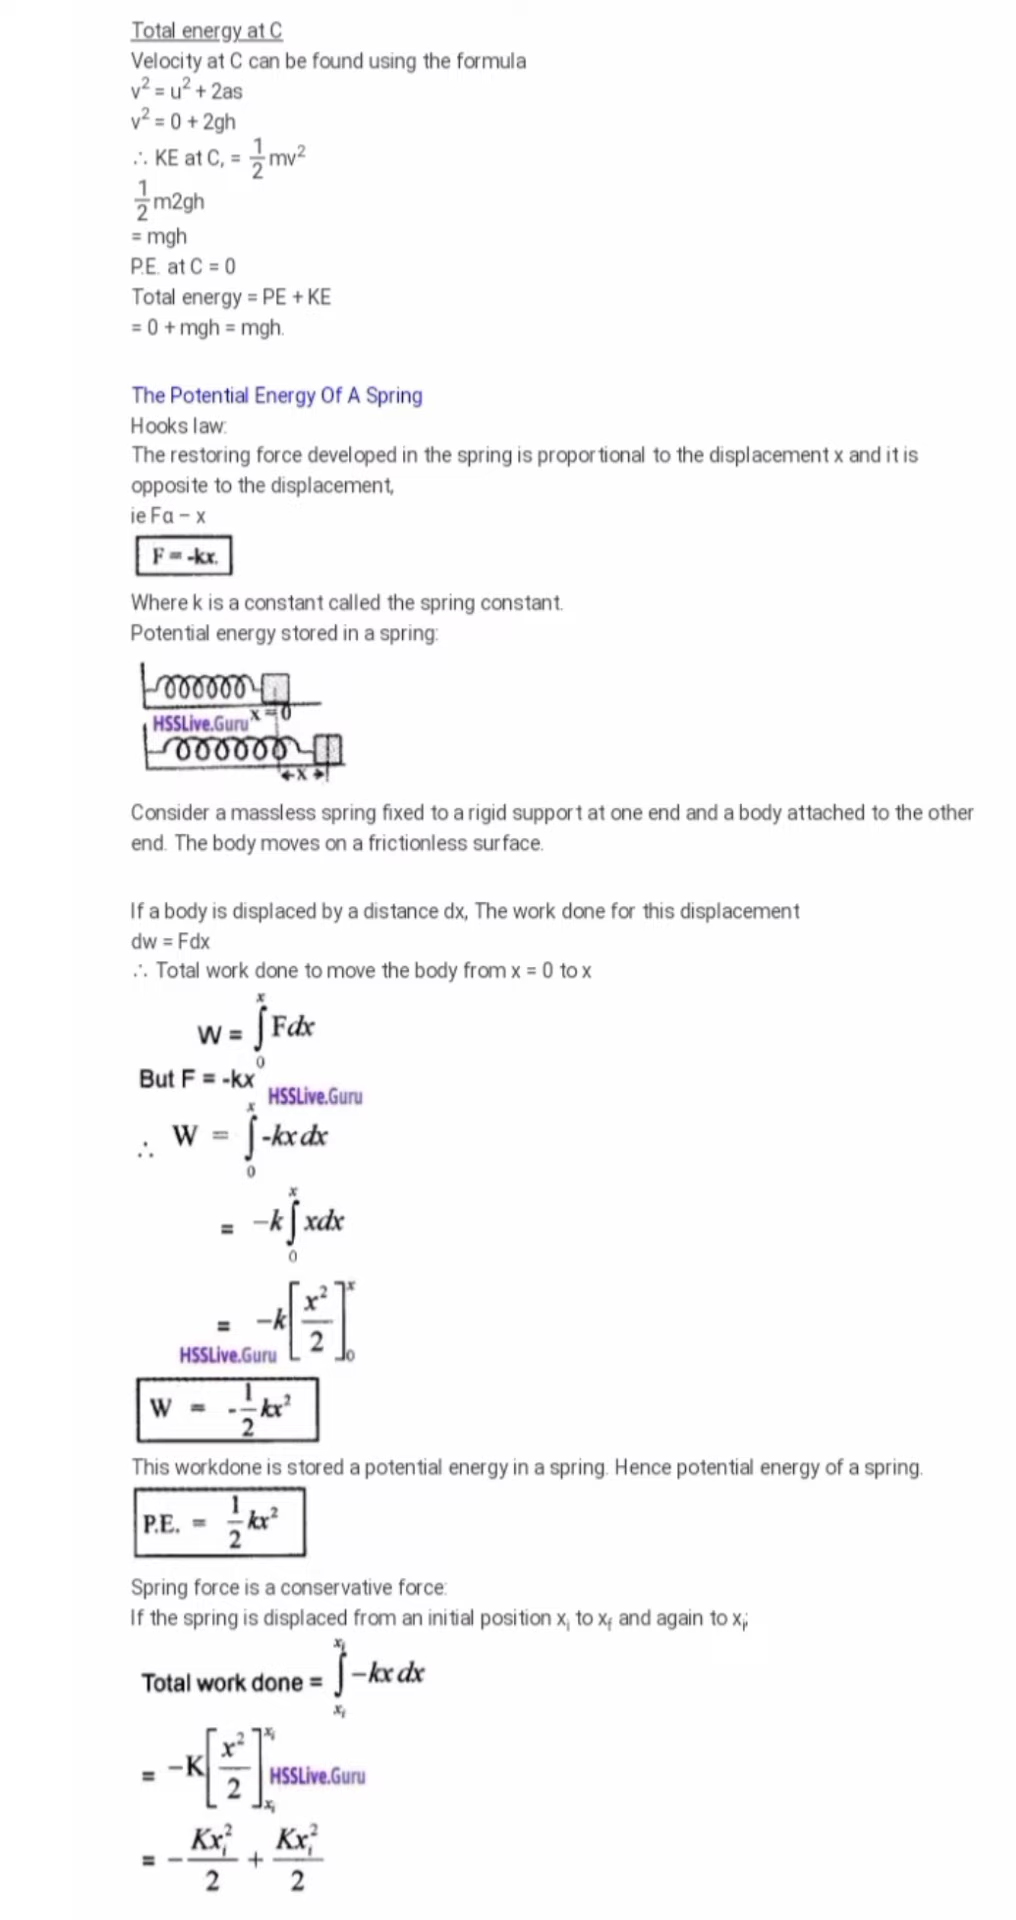 Total energy at C
Velocity at C can be found using the formula
v² = u² + 2as
v² = 0 + 2gh
∴ KE at C, = 1/2 mv²
1/2 m2gh
= mgh
P.E. at C = 0
Total energy = PE + KE
= 0 + mgh = mgh.
The Potential Energy Of A Spring
Hooks law:
The restoring force developed in the spring is proportional to the displacement x and it is
opposite to the displacement,
ie Fα – x
F = -kx.
Where k is a constant called the spring constant.
Potential energy stored in a spring:
x = 0
HSSLive.Guru
x
Consider a massless spring fixed to a rigid support at one end and a body attached to the other
end. The body moves on a frictionless surface.
If a body is displaced by a distance dx, The work done for this displacement
dw = Fdx
∴ Total work done to move the body from x = 0 to x
W = ∫₀ˣ Fdx
But F = -kx
HSSLive.Guru
∴ W = ∫₀ˣ -kx dx
= -k ∫₀ˣ xdx
= -k [x²/2]₀ˣ
HSSLive.Guru
W = -1/2 kx²
This workdone is stored a potential energy in a spring. Hence potential energy of a spring.
P.E. = 1/2 kx²
Spring force is a conservative force:
If the spring is displaced from an initial position xᵢ to x_f and again to xᵢ;
Total work done = ∫_xᵢ^xᵢ -kx dx
= -K [x²/2]_xᵢ^xᵢ
HSSLive.Guru
= - Kxᵢ²/2 + Kxᵢ²/2